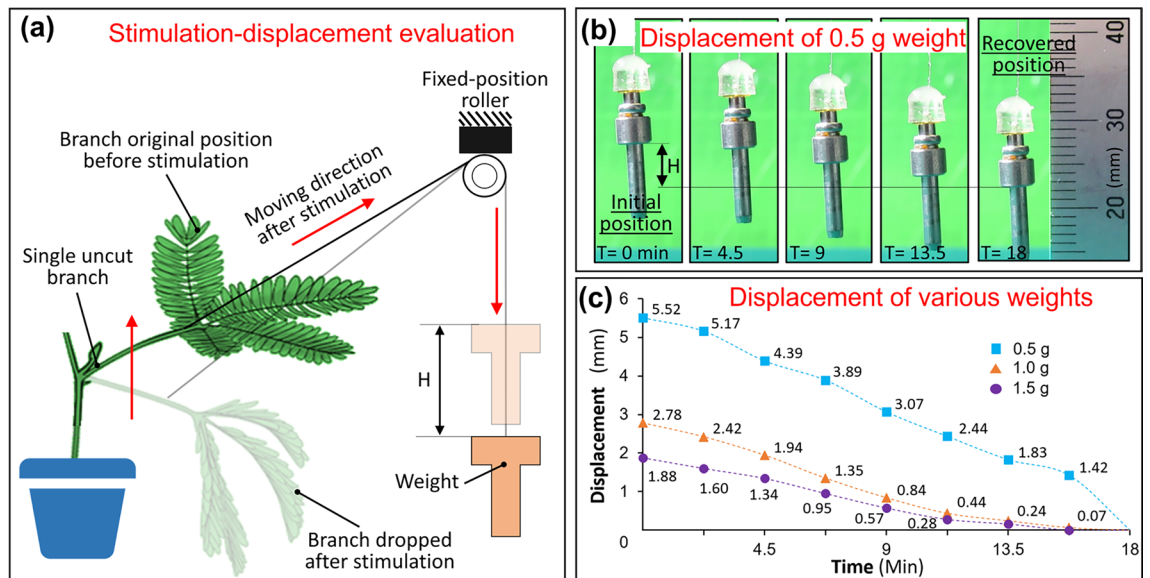 (a)
Stimulation-displacement evaluation
Fixed-position
roller
Branch original position
before stimulation
Moving direction
after stimulation
Single uncut
branch
H
Weight
Branch dropped
after stimulation
(b)
Displacement of 0.5 g weight
Recovered
position
H
Initial
position
T= 0 min
T= 4.5
T= 9
T= 13.5
T= 18
40
30
20
(mm)
(c)
Displacement of various weights
Displacement (mm)
6
5
4
3
2
1
0
5.52
5.17
4.39
3.89
3.07
2.44
1.83
1.42
0.5 g
1.0 g
1.5 g
2.78
2.42
1.94
1.35
0.84
0.44
0.24
0.07
1.88
1.60
1.34
0.95
0.57
0.28
4.5
9
13.5
18
Time (Min)